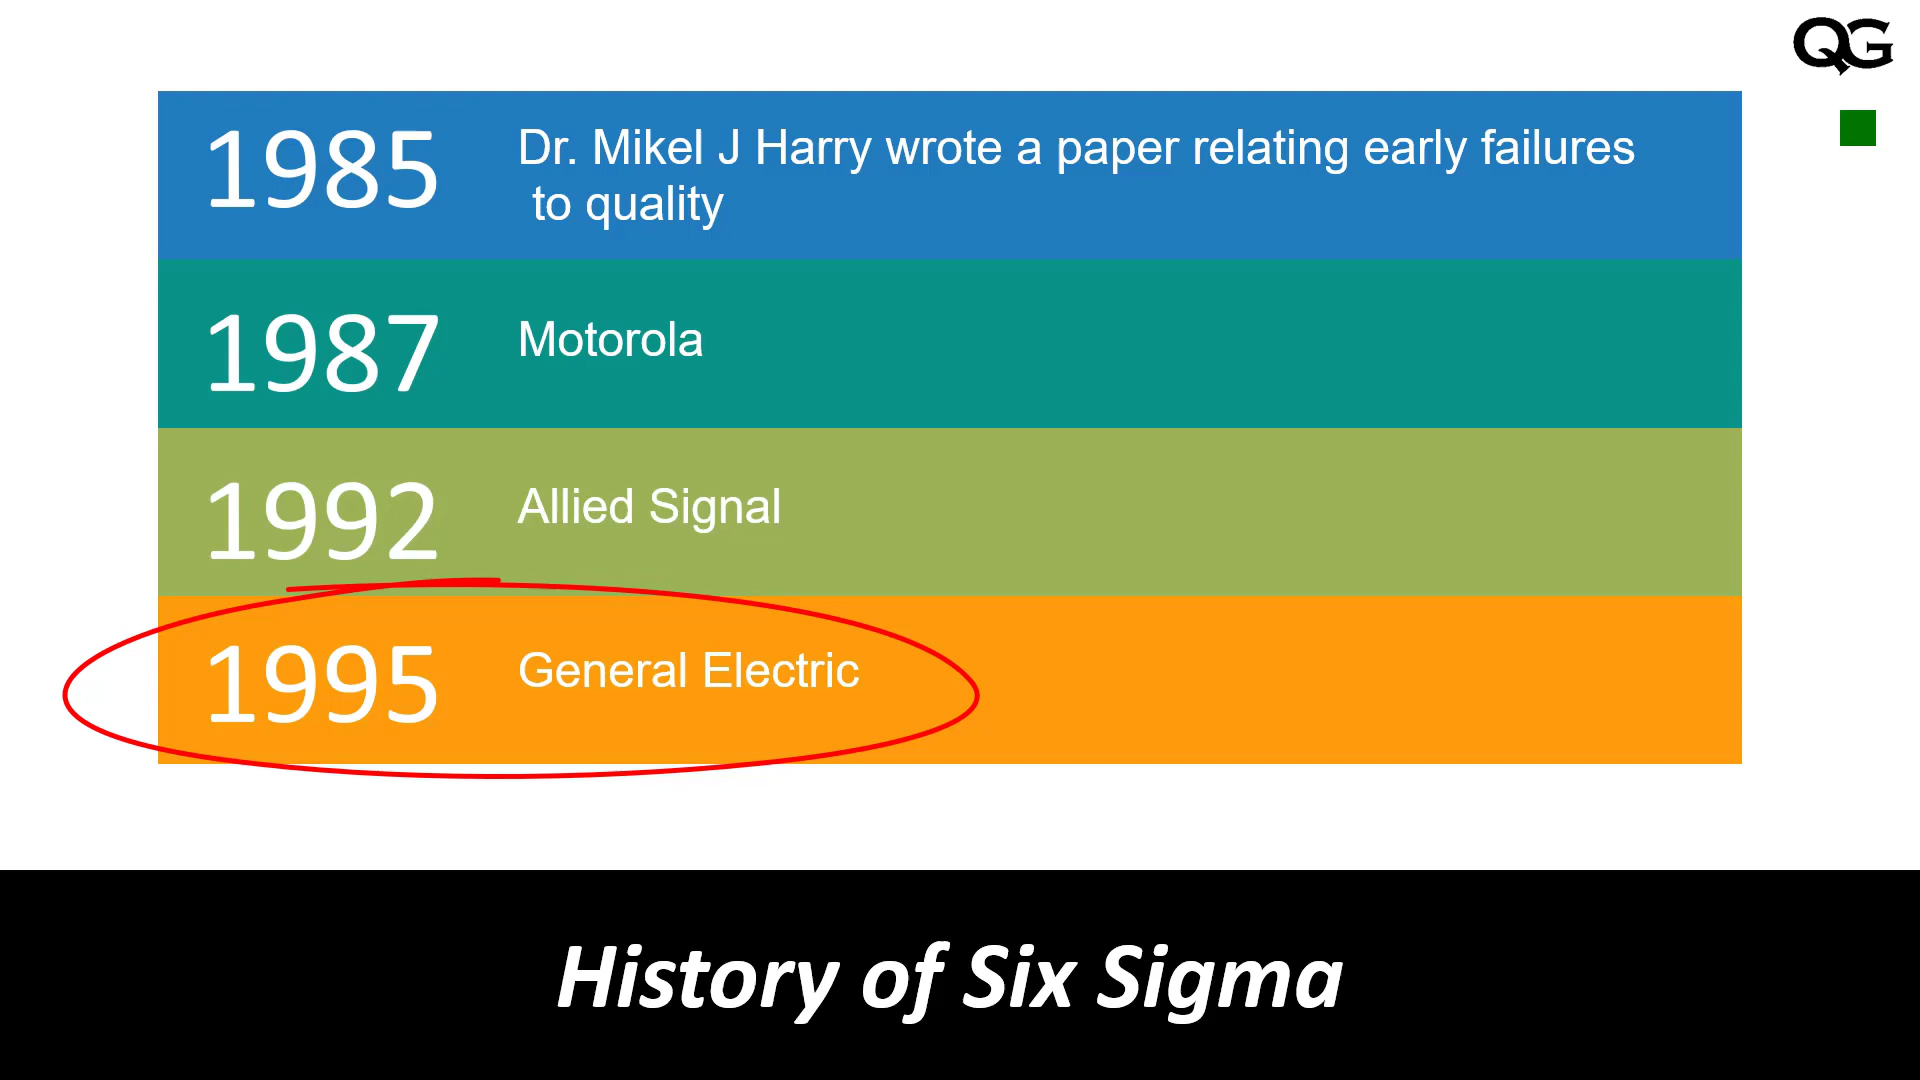 QG
1985
Dr. Mikel J Harry wrote a paper relating early failures
to quality
1987
Motorola
1992
Allied Signal
1995
General Electric
History of Six Sigma